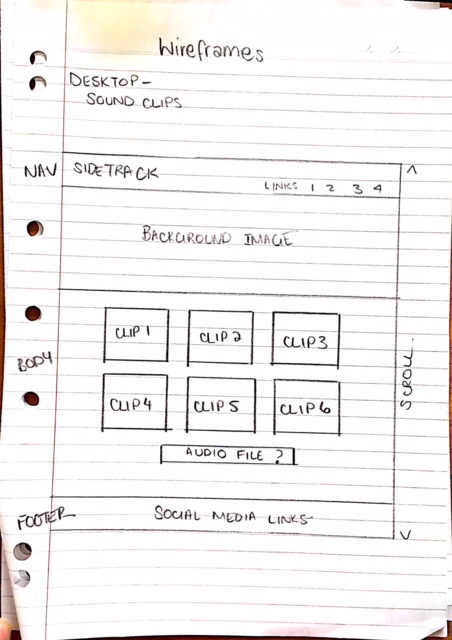 Wireframes
DESKTOP-
SOUND CLIPS
NAV SIDETRACK
LINKS 1 2 3 4
BACKGROUND IMAGE
CLIP 1 CLIP 2 CLIP 3
BODY
SCROLL
CLIP 4 CLIP 5 CLIP 6
AUDIO FILE ?
FOOTER SOCIAL MEDIA LINKS